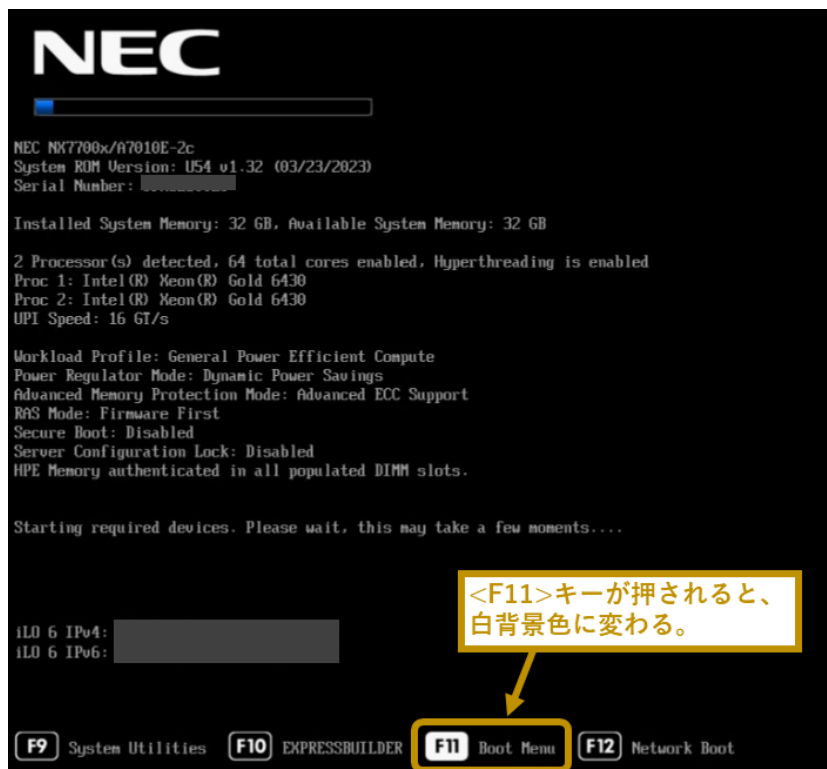 NEC
NEC NX7700x/A7010E-2c
System ROM Version: U54 v1.32 (03/23/2023)
Serial Number:
Installed System Memory: 32 GB, Available System Memory: 32 GB
2 Processor(s) detected, 64 total cores enabled, Hyperthreading is enabled
Proc 1: Intel(R) Xeon(R) Gold 6430
Proc 2: Intel(R) Xeon(R) Gold 6430
UPI Speed: 16 GT/s
Workload Profile: General Power Efficient Compute
Power Regulator Mode: Dynamic Power Savings
Advanced Memory Protection Mode: Advanced ECC Support
RAS Mode: Firmware First
Secure Boot: Disabled
Server Configuration Lock: Disabled
HPE Memory authenticated in all populated DIMM slots.
Starting required devices. Please wait, this may take a few moments....
<F11>キーが押されると、
白背景色に変わる。
iLO 6 IPv4:
iLO 6 IPv6:
F9 System Utilities F10 EXPRESSBUILDER F11 Boot Menu F12 Network Boot